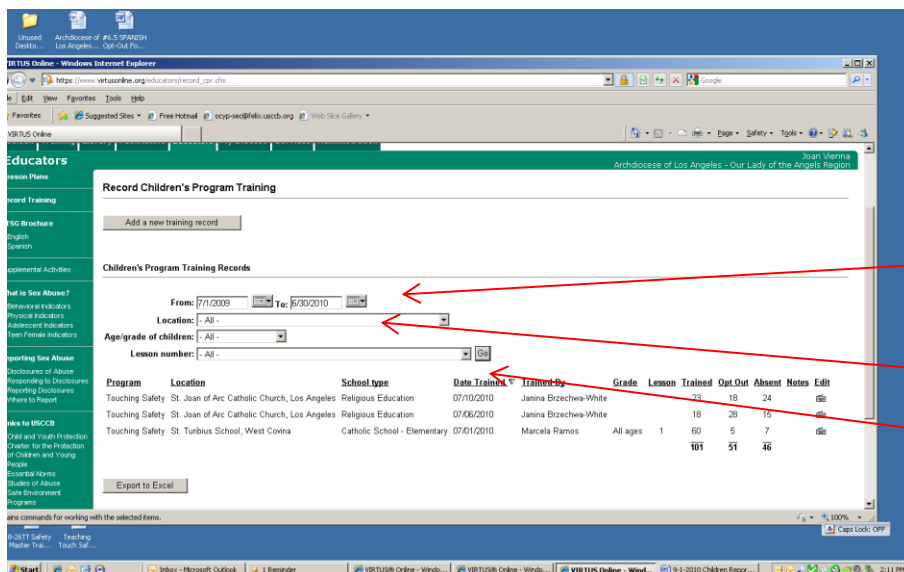 Unused Deskto...
Archdiocese of Los Angeles...
#6.5 SPANISH Opt-Out Fo...
VIRTUS Online - Windows Internet Explorer
https://www.virtusonline.org/educators/record_cpr.cfm
Google
Edit View Favorites Tools Help
Favorites Suggested Sites Free Hotmail ocyp-sec@felix.usccb.org Web Slice Gallery
VIRTUS Online
Page Safety Tools
Educators
Joan Vienna
Archdiocese of Los Angeles - Our Lady of the Angels Region
Lesson Plans
Record Training
TSG Brochure
English
Spanish
Supplemental Activities
What is Sex Abuse?
Behavioral Indicators
Physical Indicators
Adolescent Indicators
Teen Female Indicators
Reporting Sex Abuse
Disclosures of Abuse
Responding to Disclosures
Reporting Disclosures
Where to Report
Links to USCCB
Child and Youth Protection
Charter for the Protection
of Children and Young
People
Essential Norms
Studies of Abuse
Safe Environment
Programs
Record Children's Program Training
Add a new training record
Children's Program Training Records
From: 7/1/2009 To: 6/30/2010
Location: - All -
Age/grade of children: - All -
Lesson number: - All - Go
Program Location School type Date Trained Trained By Grade Lesson Trained Opt Out Absent Notes Edit
Touching Safety St. Joan of Arc Catholic Church, Los Angeles Religious Education 07/10/2010 Janina Brzechwa-White 23 18 24
Touching Safety St. Joan of Arc Catholic Church, Los Angeles Religious Education 07/06/2010 Janina Brzechwa-White 18 28 15
Touching Safety St. Turibius School, West Covina Catholic School - Elementary 07/01/2010 Marcela Ramos All ages 1 60 5 7
101 51 46
Export to Excel
ains commands for working with the selected items.
100%
Caps Lock: OFF
8-26TT Safety Master Trai...
Teaching Touch Saf...
Start
Inbox - Microsoft Outlook
1 Reminder
VIRTUS® Online - Windo...
VIRTUS® Online - Windo...
VIRTUS Online - Wind...
9-1-2010 Children Repor...
2:11 PM